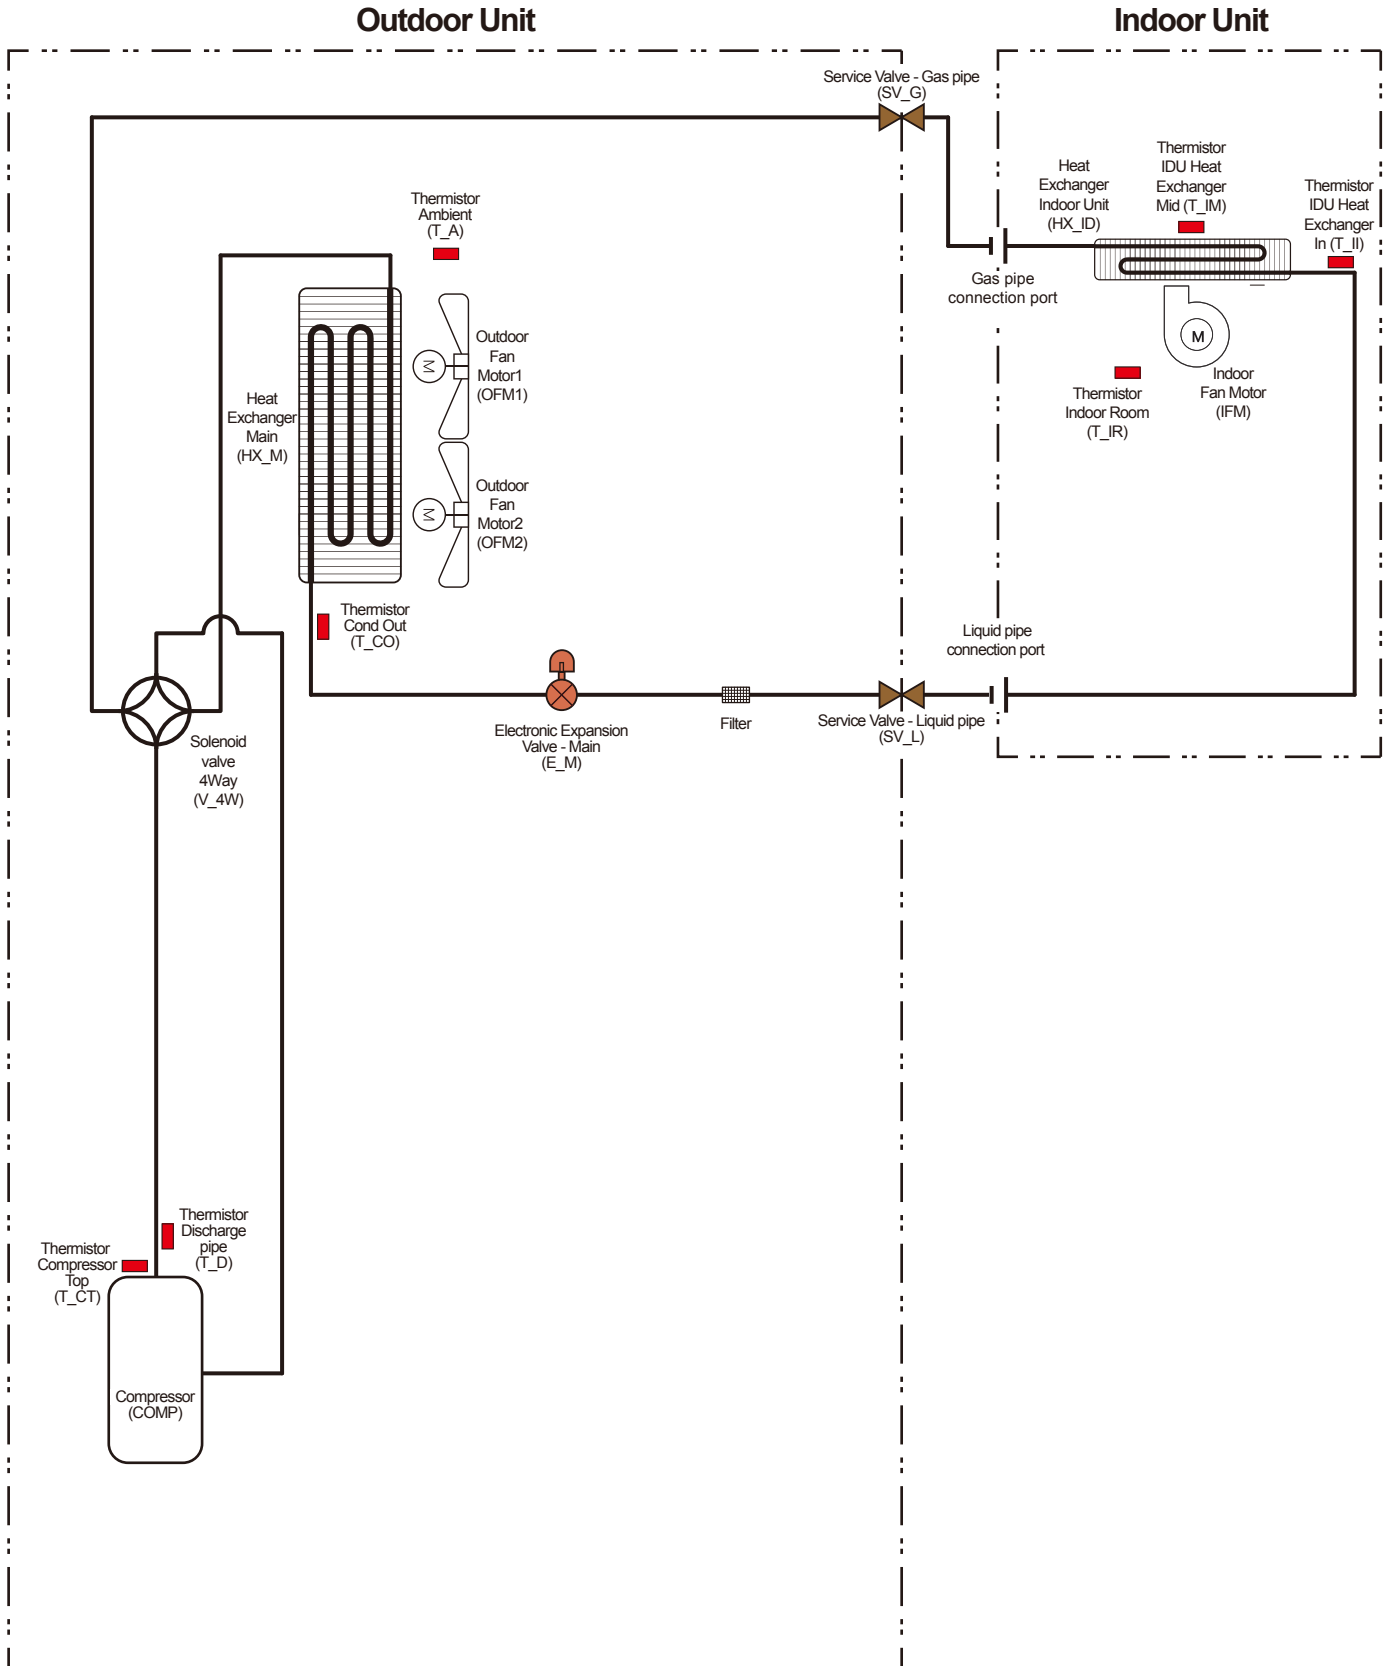 Outdoor Unit
Indoor Unit
Service Valve - Gas pipe
(SV_G)
Thermistor
IDU Heat
Exchanger
Mid (T_IM)
Heat
Exchanger
Indoor Unit
(HX_ID)
Thermistor
IDU Heat
Exchanger
In (T_II)
Thermistor
Ambient
(T_A)
Gas pipe
connection port
M
Outdoor
Fan
Motor1
(OFM1)
M
Indoor
Fan Motor
(IFM)
Thermistor
Indoor Room
(T_IR)
Heat
Exchanger
Main
(HX_M)
M
Outdoor
Fan
Motor2
(OFM2)
Thermistor
Cond Out
(T_CO)
Liquid pipe
connection port
Electronic Expansion
Valve - Main
(E_M)
Filter
Service Valve - Liquid pipe
(SV_L)
Solenoid
valve
4Way
(V_4W)
Thermistor
Discharge
pipe
(T_D)
Thermistor
Compressor
Top
(T_CT)
Compressor
(COMP)